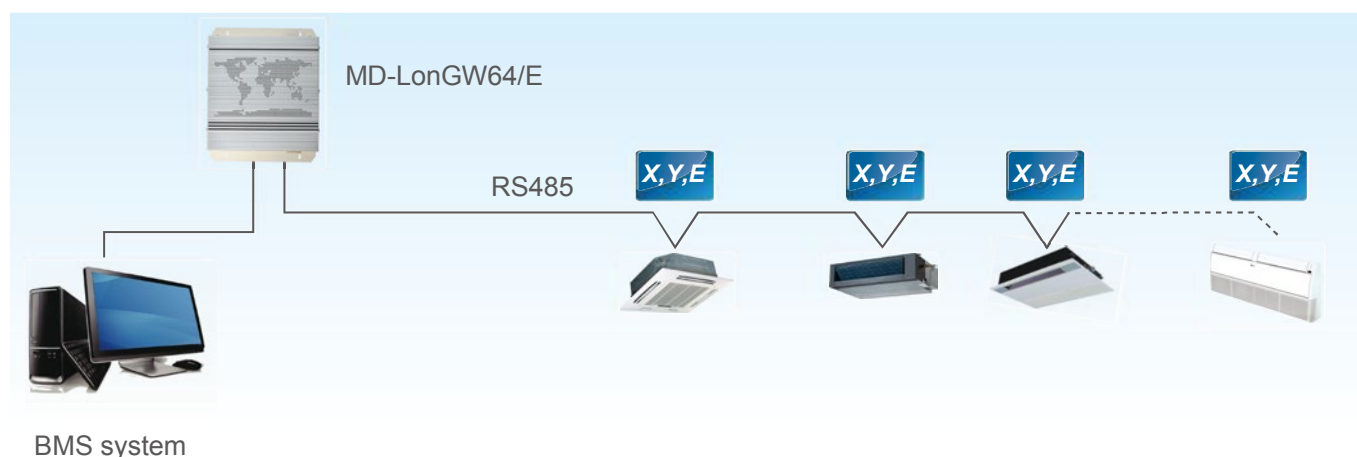 MD-LonGW64/E
RS485
X,Y,E
X,Y,E
X,Y,E
X,Y,E
BMS system